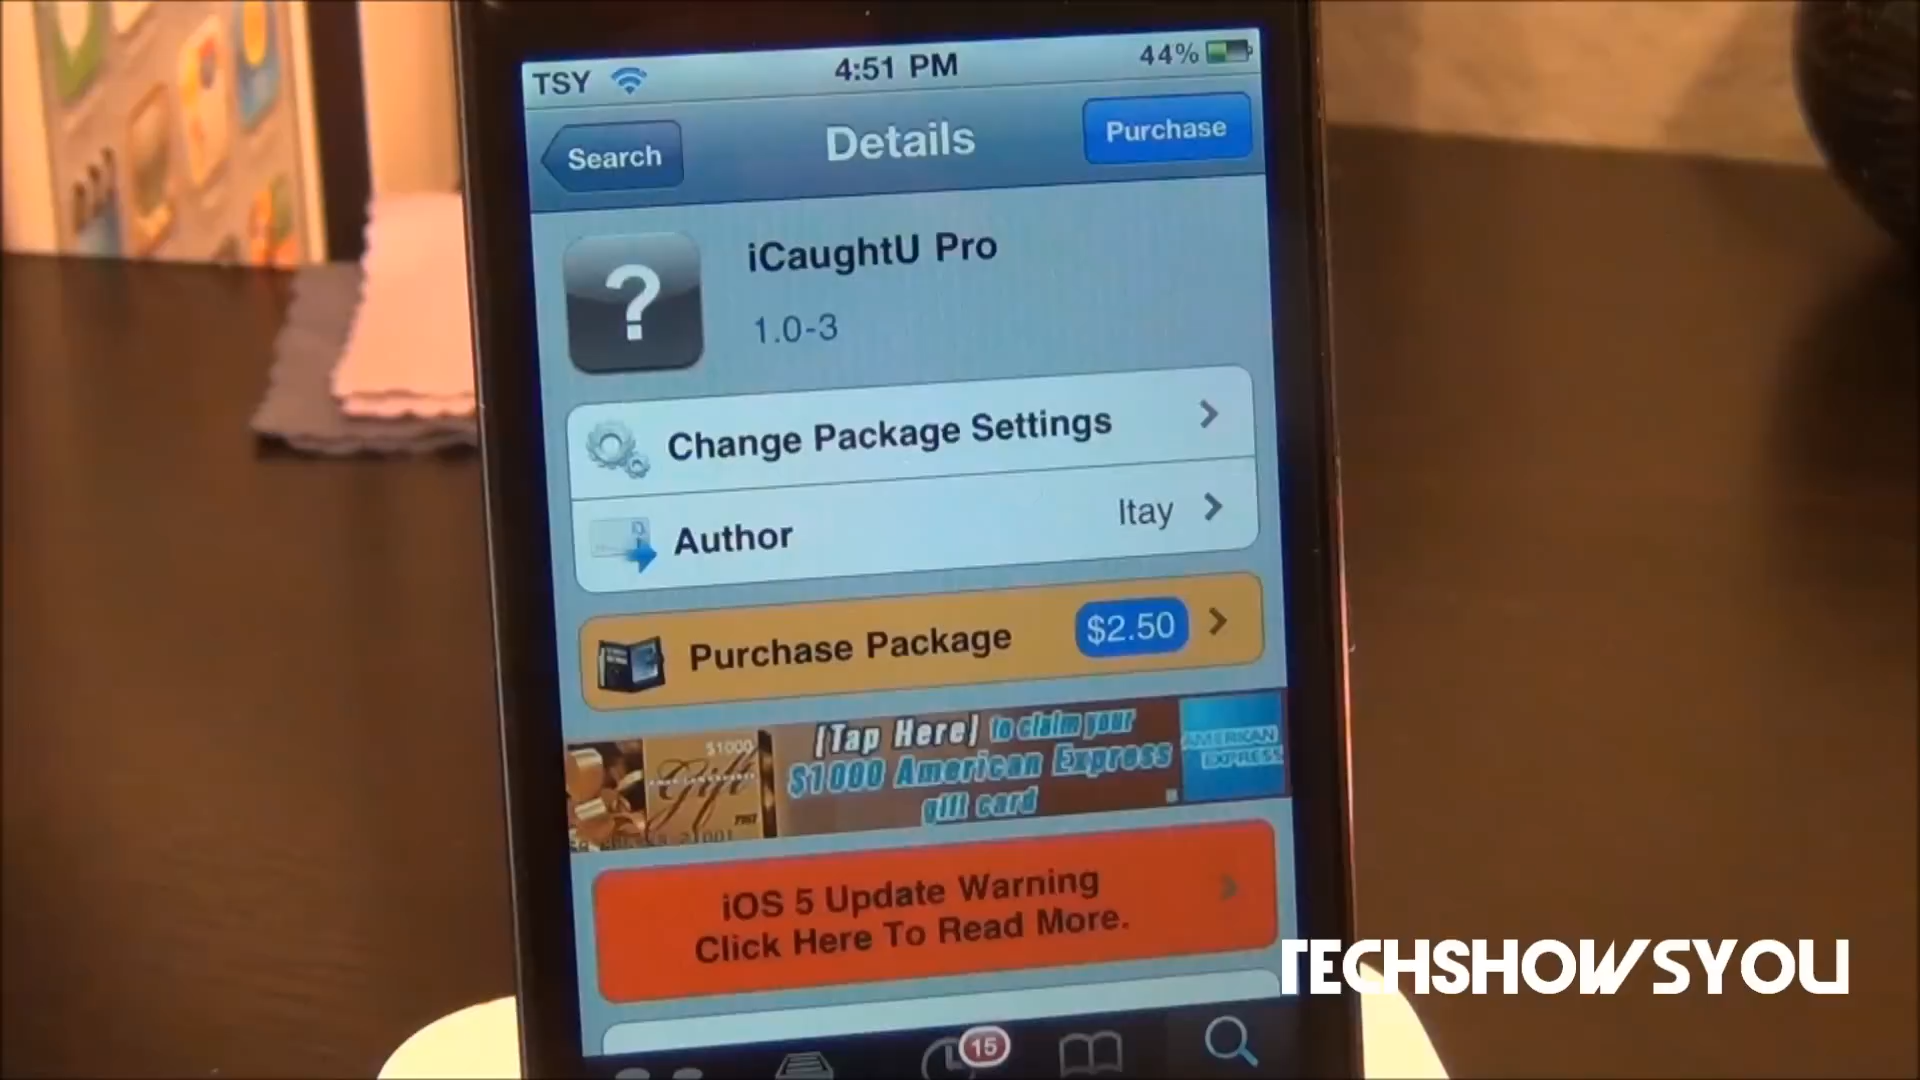 TSY 4:51 PM 44%
Search Details Purchase
iCaughtU Pro
1.0-3
Change Package Settings
Author Itay
Purchase Package $2.50
$1000
Gift
[Tap Here] to claim your
$1000 American Express
gift card
AMERICAN
EXPRESS
iOS 5 Update Warning
Click Here To Read More.
TECHSHOWSYOU
15